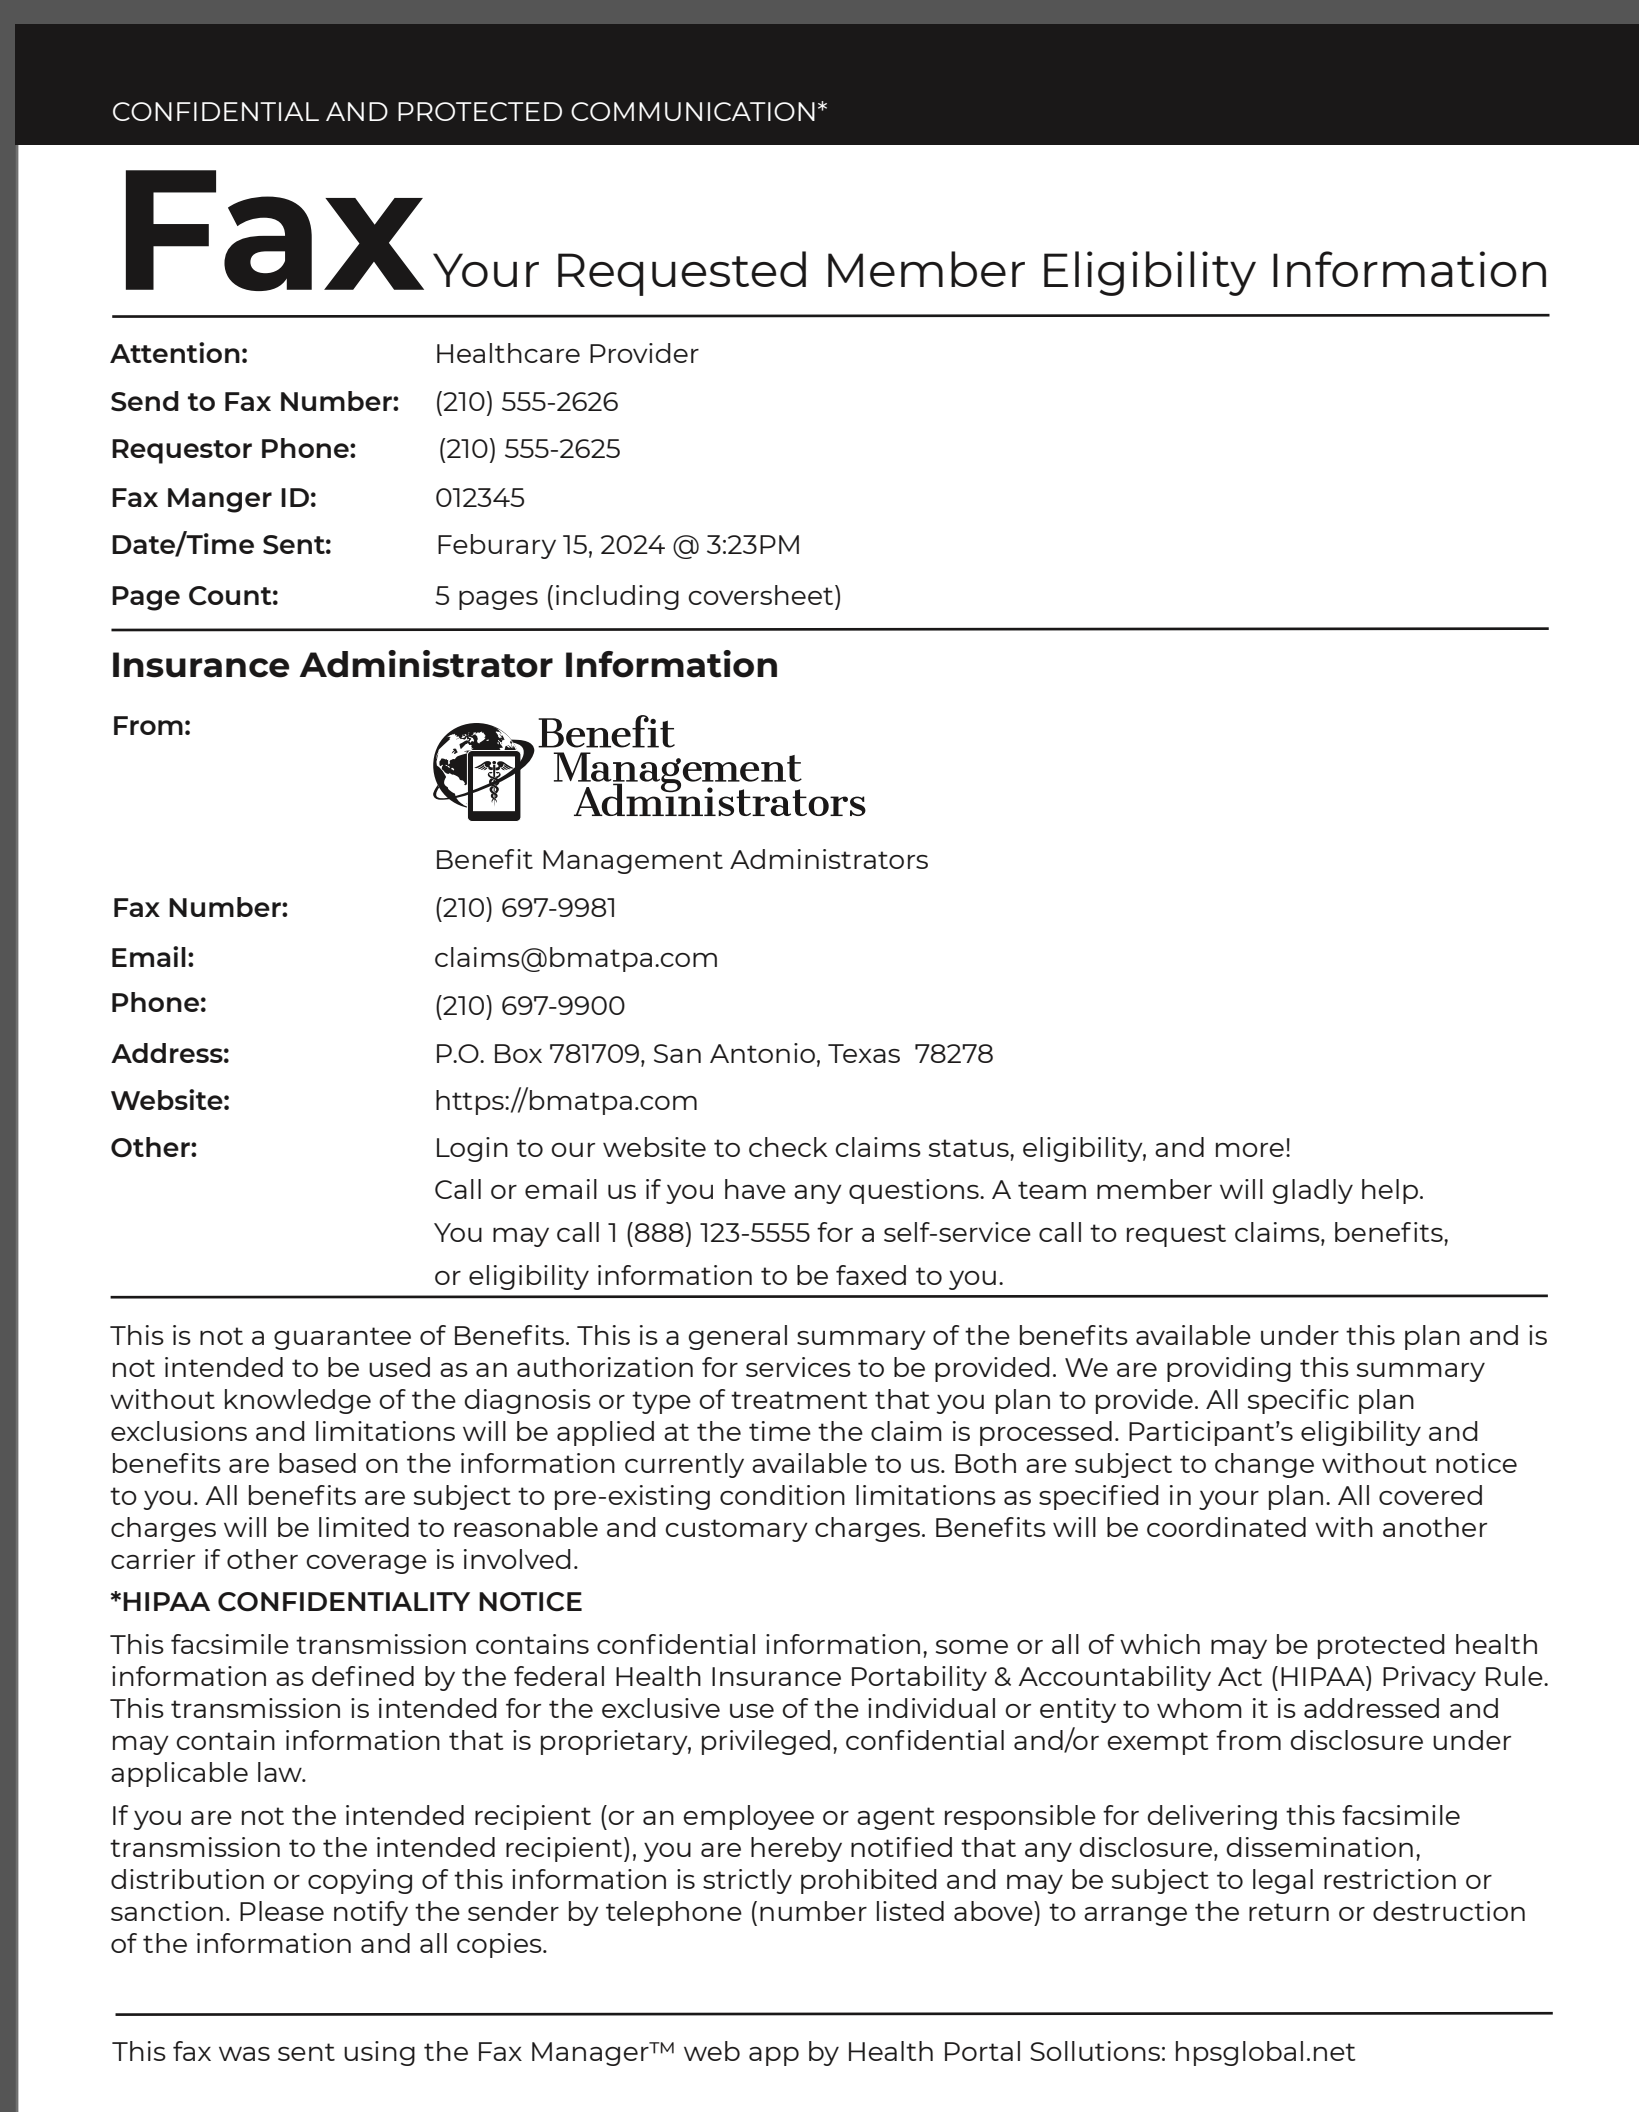 CONFIDENTIAL AND PROTECTED COMMUNICATION*
Fax Your Requested Member Eligibility Information
Attention: Healthcare Provider
Send to Fax Number: (210) 555-2626
Requestor Phone: (210) 555-2625
Fax Manger ID: 012345
Date/Time Sent: Feburary 15, 2024 @ 3:23PM
Page Count: 5 pages (including coversheet)
Insurance Administrator Information
From:
Benefit
Management
Administrators
Benefit Management Administrators
Fax Number: (210) 697-9981
Email: claims@bmatpa.com
Phone: (210) 697-9900
Address: P.O. Box 781709, San Antonio, Texas  78278
Website: https://bmatpa.com
Other: Login to our website to check claims status, eligibility, and more!
Call or email us if you have any questions. A team member will gladly help.
You may call 1 (888) 123-5555 for a self-service call to request claims, benefits,
or eligibility information to be faxed to you.
This is not a guarantee of Benefits. This is a general summary of the benefits available under this plan and is
not intended to be used as an authorization for services to be provided. We are providing this summary
without knowledge of the diagnosis or type of treatment that you plan to provide. All specific plan
exclusions and limitations will be applied at the time the claim is processed. Participant’s eligibility and
benefits are based on the information currently available to us. Both are subject to change without notice
to you. All benefits are subject to pre-existing condition limitations as specified in your plan. All covered
charges will be limited to reasonable and customary charges. Benefits will be coordinated with another
carrier if other coverage is involved.
*HIPAA CONFIDENTIALITY NOTICE
This facsimile transmission contains confidential information, some or all of which may be protected health
information as defined by the federal Health Insurance Portability & Accountability Act (HIPAA) Privacy Rule.
This transmission is intended for the exclusive use of the individual or entity to whom it is addressed and
may contain information that is proprietary, privileged, confidential and/or exempt from disclosure under
applicable law.
If you are not the intended recipient (or an employee or agent responsible for delivering this facsimile
transmission to the intended recipient), you are hereby notified that any disclosure, dissemination,
distribution or copying of this information is strictly prohibited and may be subject to legal restriction or
sanction. Please notify the sender by telephone (number listed above) to arrange the return or destruction
of the information and all copies.
This fax was sent using the Fax Manager™ web app by Health Portal Sollutions: hpsglobal.net